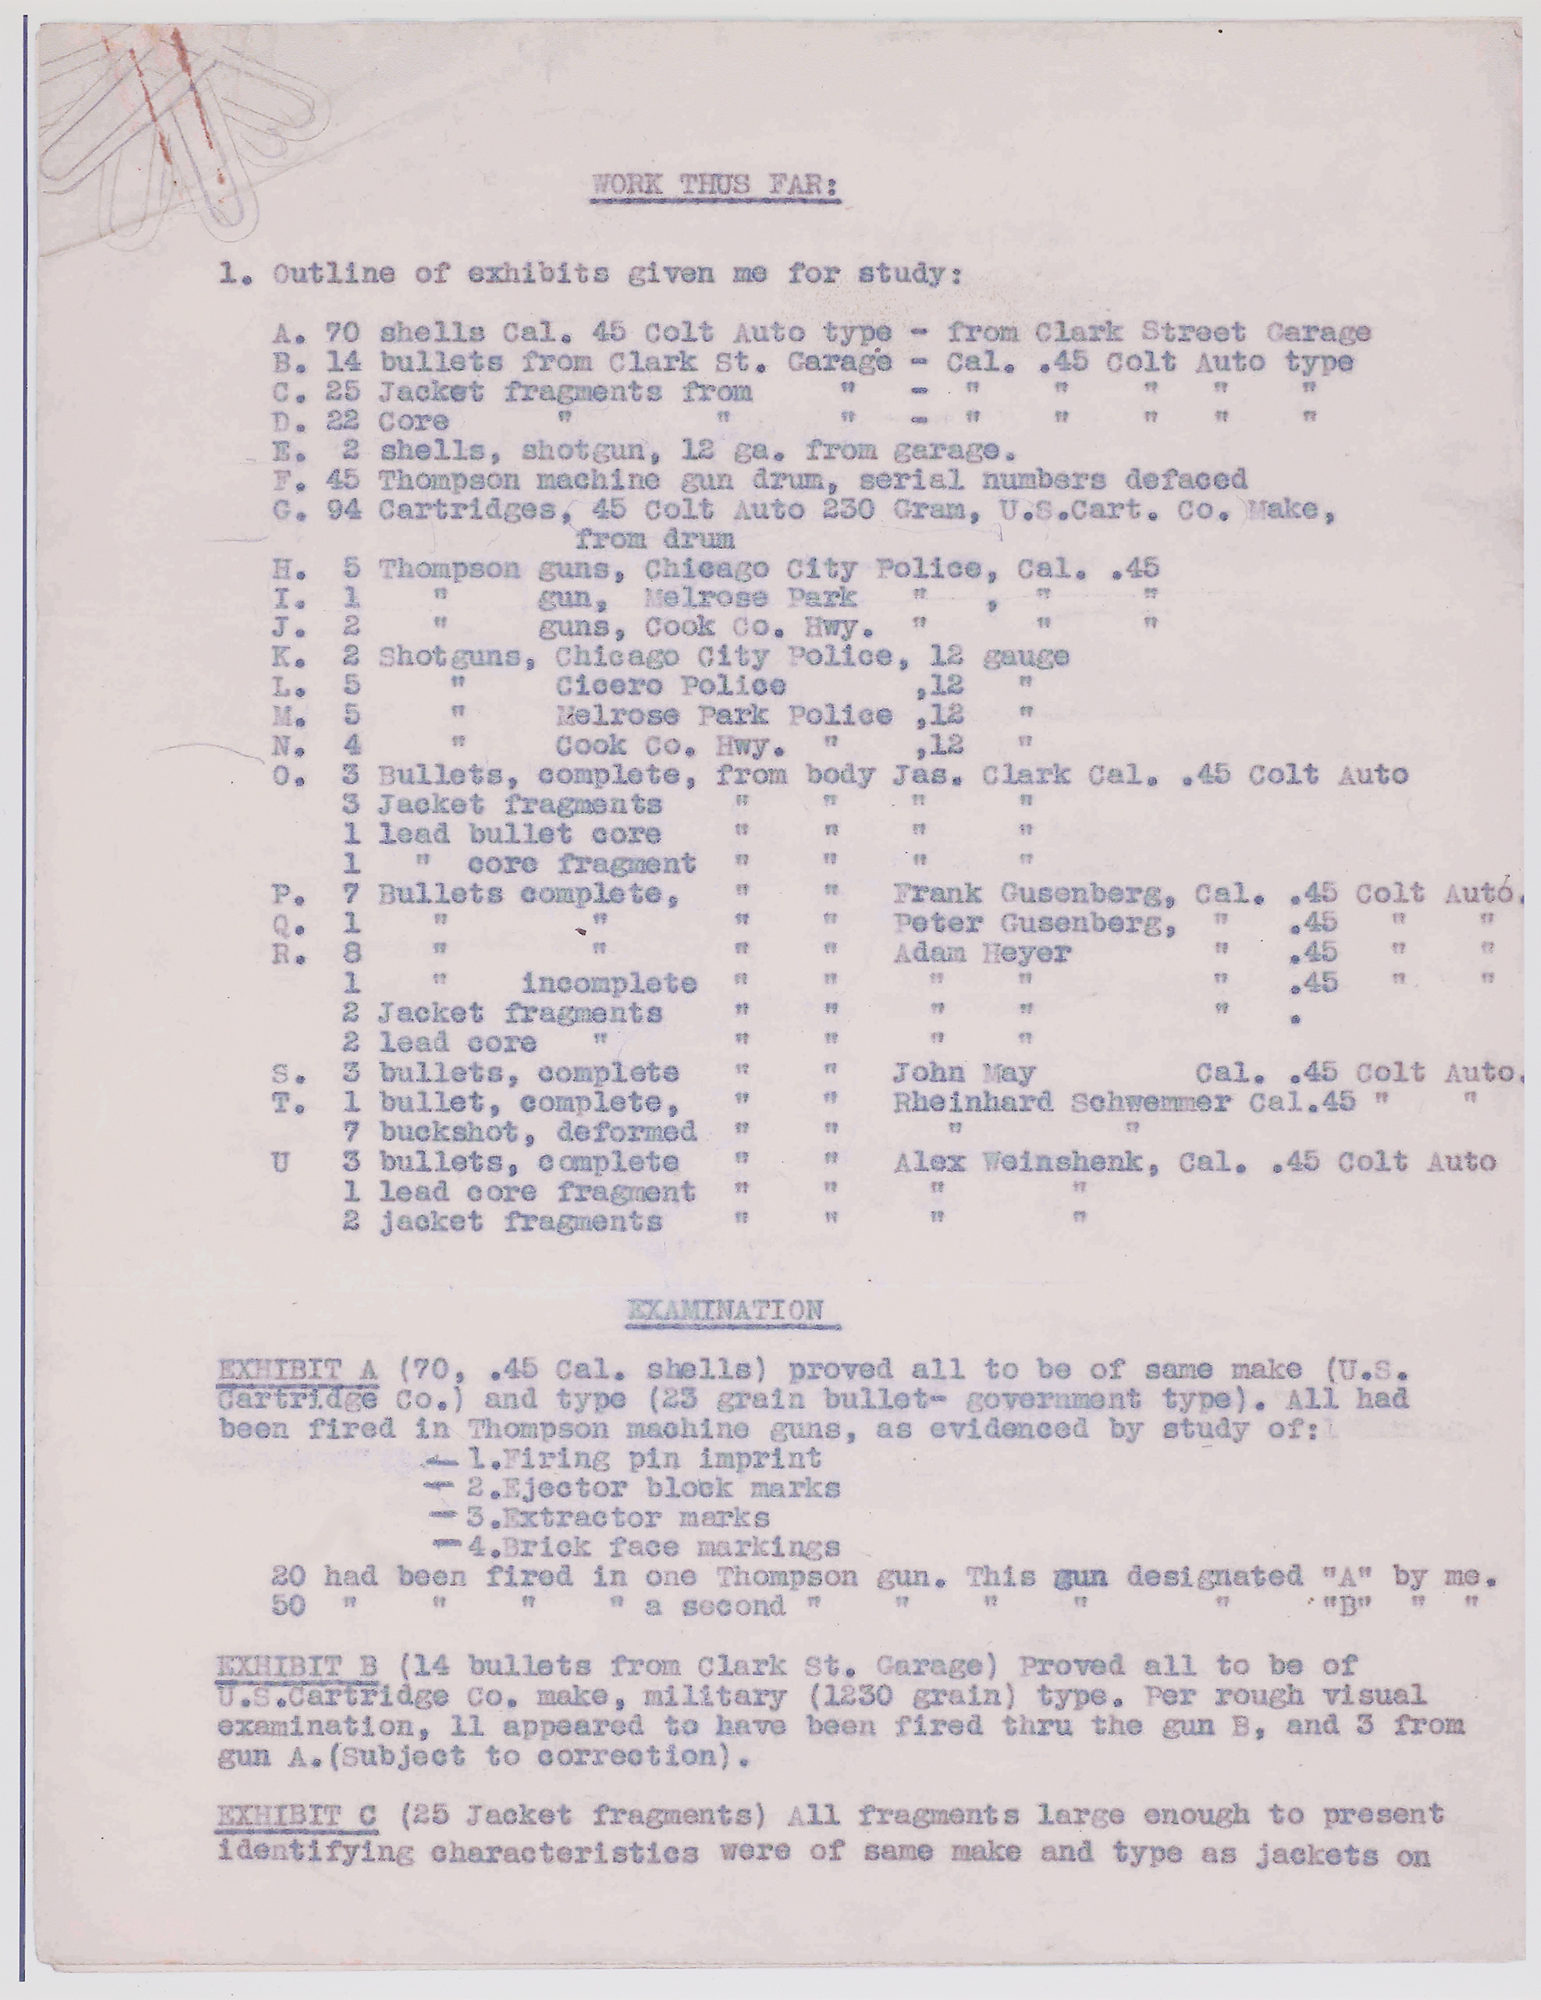 WORK THUS FAR:
1. Outline of exhibits given me for study:
A. 70 shells Cal. 45 Colt Auto type - from Clark Street Garage
B. 14 bullets from Clark St. Garage - Cal. .45 Colt Auto type
C. 25 Jacket fragments from " - " " " " "
D. 22 Core " " " - " " " " "
E. 2 shells, shotgun, 12 ga. from garage.
F. 45 Thompson machine gun drum, serial numbers defaced
G. 94 Cartridges, 45 Colt Auto 230 Gram, U.S.Cart. Co. Make,
from drum
H. 5 Thompson guns, Chicago City Police, Cal. .45
I. 1 " gun, Melrose Park " , " "
J. 2 " guns, Cook Co. Hwy. " " "
K. 2 Shotguns, Chicago City Police, 12 gauge
L. 5 " Cicero Police ,12 "
M. 5 " Melrose Park Police ,12 "
N. 4 " Cook Co. Hwy. " ,12 "
O. 3 Bullets, complete, from body Jas. Clark Cal. .45 Colt Auto
3 Jacket fragments " " " "
1 lead bullet core " " " "
1 " core fragment " " " "
P. 7 Bullets complete, " " Frank Gusenberg, Cal. .45 Colt Auto.
Q. 1 " " " " Peter Gusenberg, " .45 " "
R. 8 " " " " Adam Heyer " .45 " "
1 " incomplete " " " " " .45 " "
2 Jacket fragments " " " " " .
2 lead core " " " " "
S. 3 bullets, complete " " John May Cal. .45 Colt Auto.
T. 1 bullet, complete, " " Rheinhard Schwemmer Cal.45 " "
7 buckshot, deformed " " " "
U 3 bullets, complete " " Alex Weinshenk, Cal. .45 Colt Auto
1 lead core fragment " " " "
2 jacket fragments " " " "
EXAMINATION
EXHIBIT A (70, .45 Cal. shells) proved all to be of same make (U.S.
Cartridge Co.) and type (23 grain bullet- government type). All had
been fired in Thompson machine guns, as evidenced by study of:
- 1.Firing pin imprint
- 2.Ejector block marks
- 3.Extractor marks
- 4.Brick face markings
20 had been fired in one Thompson gun. This gun designated "A" by me.
50 " " " " a second " " " " " "B" " "
EXHIBIT B (14 bullets from Clark St. Garage) Proved all to be of
U.S.Cartridge Co. make, military (1230 grain) type. Per rough visual
examination, 11 appeared to have been fired thru the gun B, and 3 from
gun A.(Subject to correction).
EXHIBIT C (25 Jacket fragments) All fragments large enough to present
identifying characteristics were of same make and type as jackets on